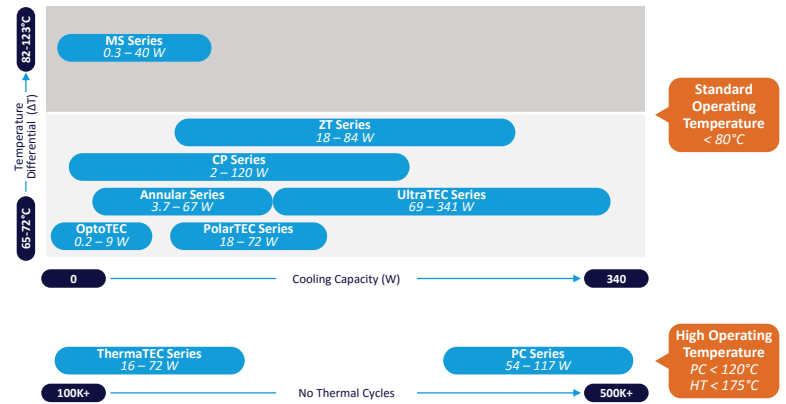 82-123°C
Temperature
Differential (ΔT)
65-72°C
MS Series
0.3 – 40 W
ZT Series
18 – 84 W
CP Series
2 – 120 W
Annular Series
3.7 – 67 W
UltraTEC Series
69 – 341 W
OptoTEC
0.2 – 9 W
PolarTEC Series
18 – 72 W
Standard
Operating
Temperature
< 80°C
0
Cooling Capacity (W)
340
ThermaTEC Series
16 – 72 W
PC Series
54 – 117 W
High Operating
Temperature
PC < 120°C
HT < 175°C
100K+
No Thermal Cycles
500K+